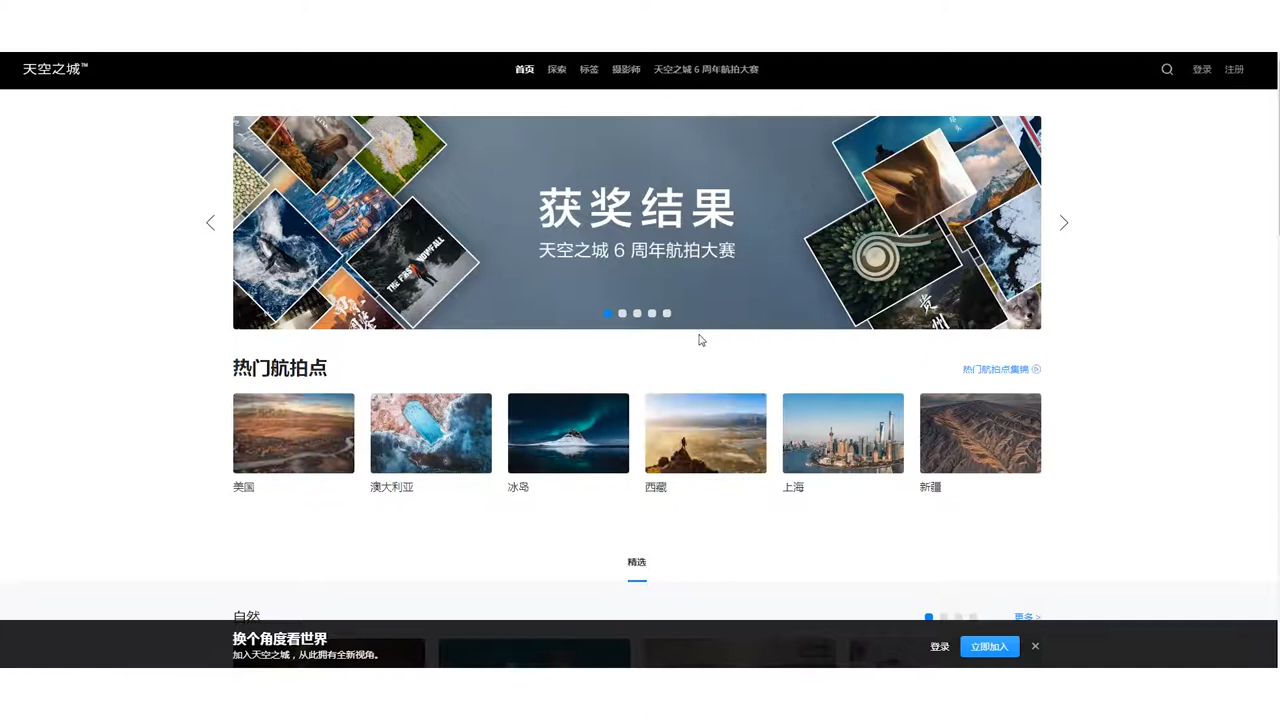 天空之城™
首页 探索 标签 摄影师 天空之城 6 周年航拍大赛
登录 注册
获奖结果
天空之城 6 周年航拍大赛
THE FIRST SNOWFALL
贵州
热门航拍点
热门航拍点集锦
美国 澳大利亚 冰岛 西藏 上海 新疆
精选
自然
更多 >
换个角度看世界
加入天空之城，从此拥有全新视角。
登录 立即加入